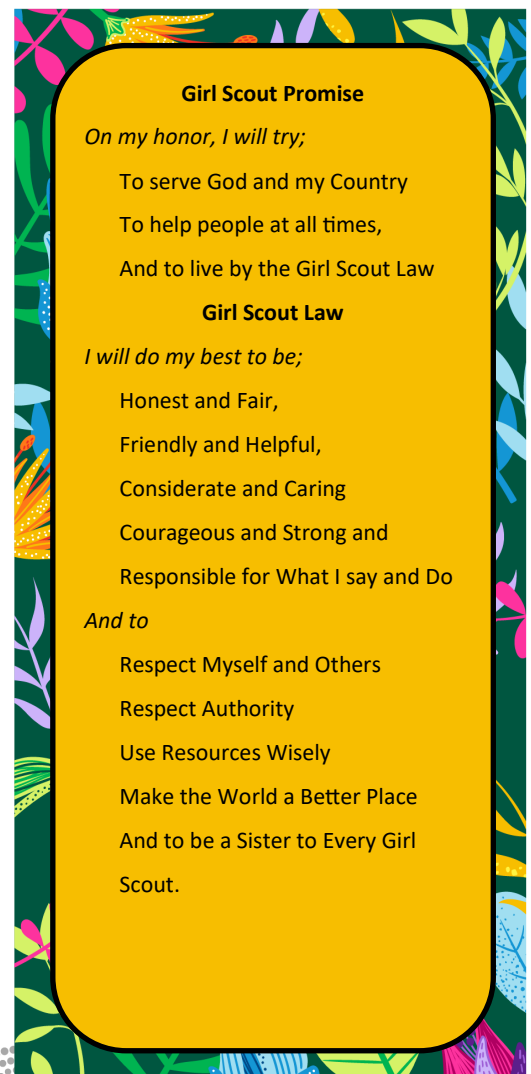 Girl Scout Promise
On my honor, I will try;
To serve God and my Country
To help people at all times,
And to live by the Girl Scout Law
Girl Scout Law
I will do my best to be;
Honest and Fair,
Friendly and Helpful,
Considerate and Caring
Courageous and Strong and
Responsible for What I say and Do
And to
Respect Myself and Others
Respect Authority
Use Resources Wisely
Make the World a Better Place
And to be a Sister to Every Girl
Scout.